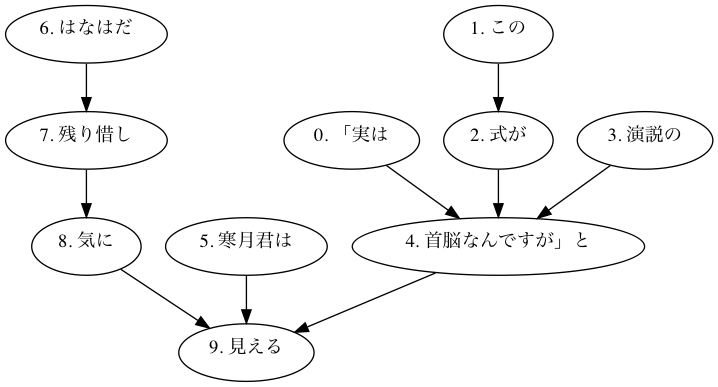 6. はなはだ
1. この
7. 残り惜し
0. 「実は
2. 式が
3. 演説の
8. 気に
5. 寒月君は
4. 首脳なんですが」と
9. 見える